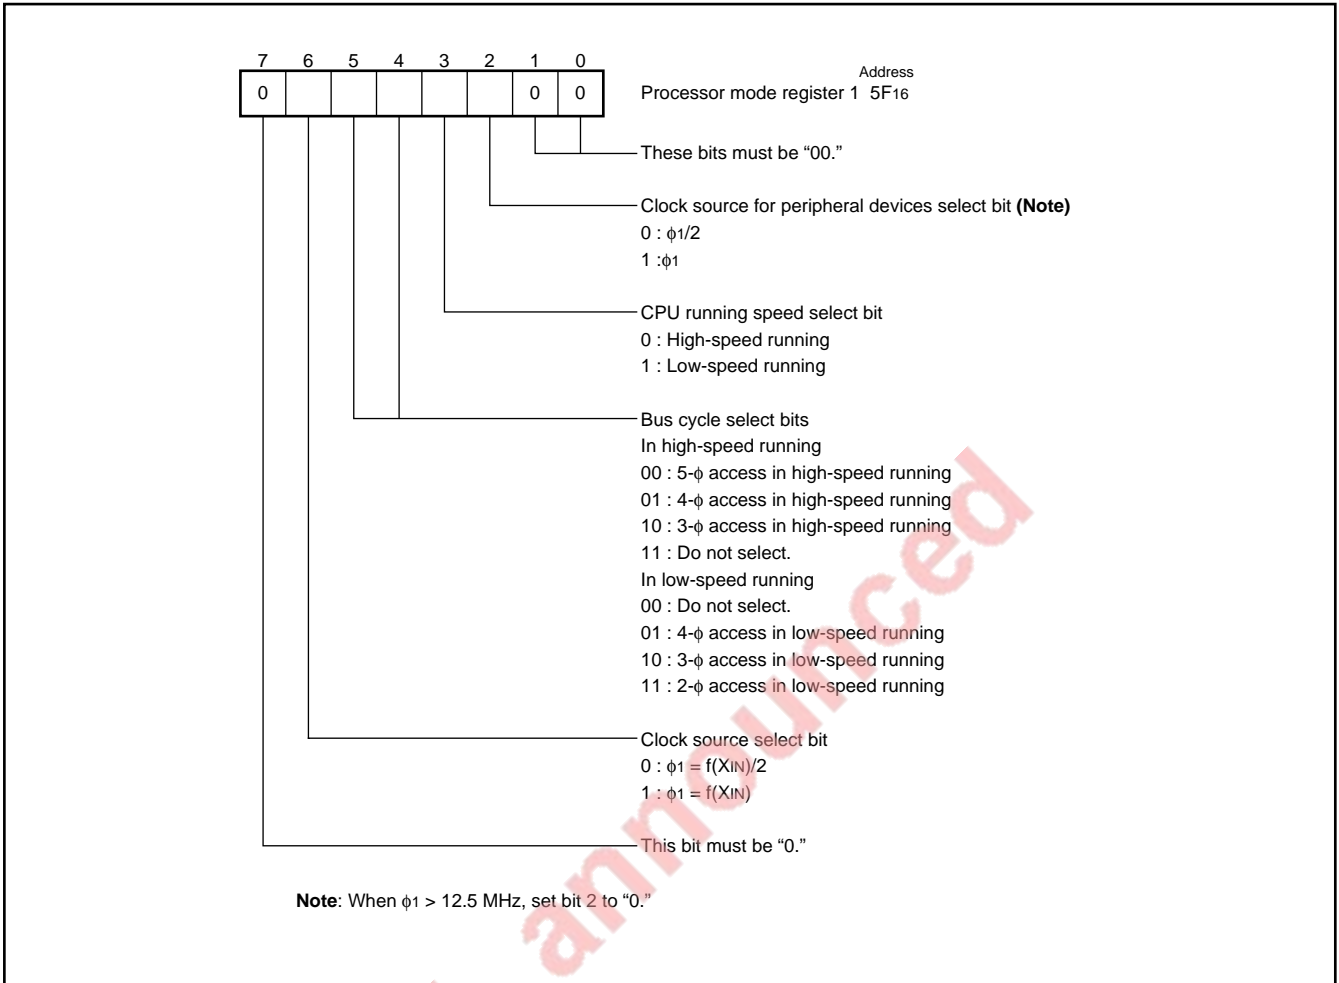 7 6 5 4 3 2 1 0
Address
0 0 0 Processor mode register 1 5F16
These bits must be “00.”
Clock source for peripheral devices select bit (Note)
0 : ϕ1/2
1 :ϕ1
CPU running speed select bit
0 : High-speed running
1 : Low-speed running
Bus cycle select bits
In high-speed running
00 : 5-ϕ access in high-speed running
01 : 4-ϕ access in high-speed running
10 : 3-ϕ access in high-speed running
11 : Do not select.
In low-speed running
00 : Do not select.
01 : 4-ϕ access in low-speed running
10 : 3-ϕ access in low-speed running
11 : 2-ϕ access in low-speed running
Clock source select bit
0 : ϕ1 = f(XIN)/2
1 : ϕ1 = f(XIN)
This bit must be “0.”
Note: When ϕ1 > 12.5 MHz, set bit 2 to “0.”
announced